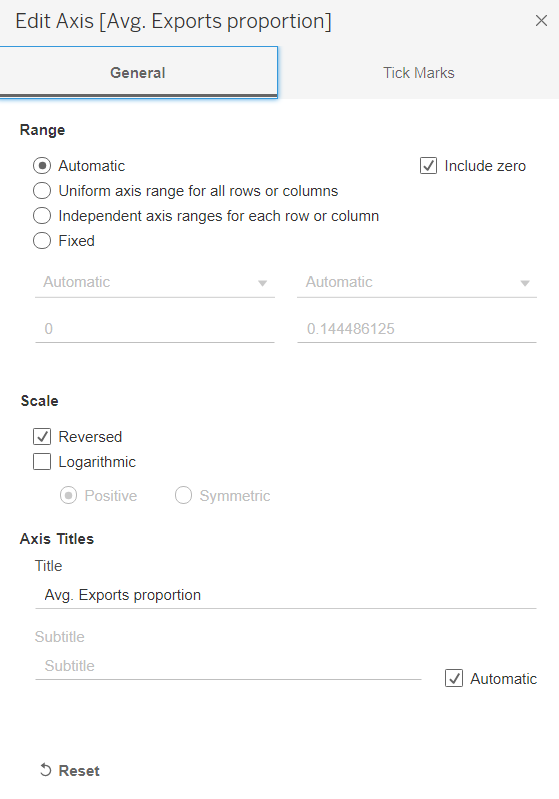 Edit Axis [Avg. Exports proportion]
General Tick Marks
Range
Automatic Include zero
Uniform axis range for all rows or columns
Independent axis ranges for each row or column
Fixed
Automatic Automatic
0 0.144486125
Scale
Reversed
Logarithmic
Positive Symmetric
Axis Titles
Title
Avg. Exports proportion
Subtitle
Subtitle
Automatic
Reset